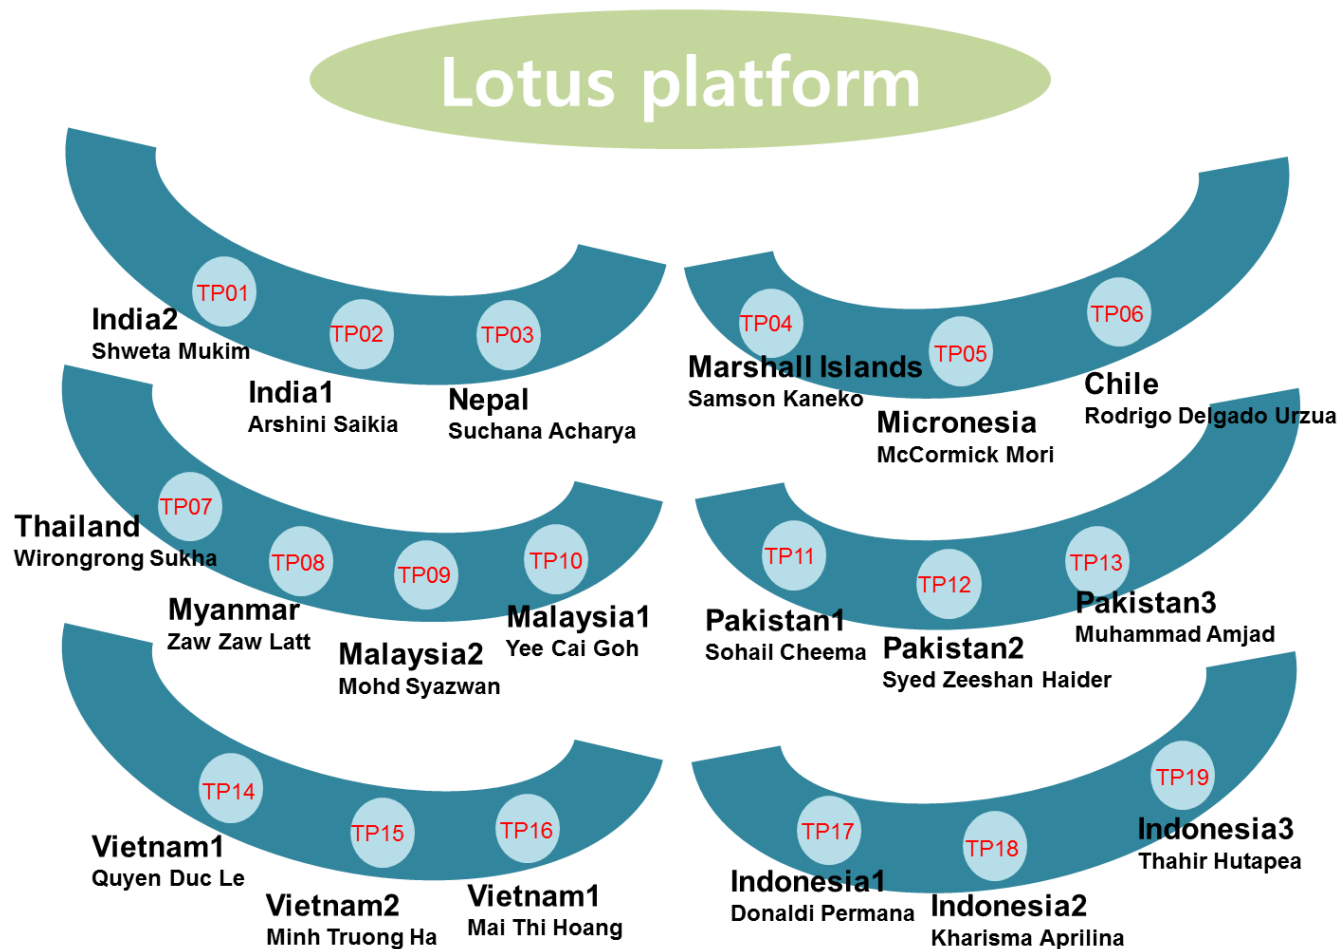 Lotus platform
TP01
India2
Shweta Mukim
TP02
India1
Arshini Saikia
TP03
Nepal
Suchana Acharya
TP04
Marshall Islands
Samson Kaneko
TP05
Micronesia
McCormick Mori
TP06
Chile
Rodrigo Delgado Urzua
TP07
Thailand
Wirongrong Sukha
TP08
Myanmar
Zaw Zaw Latt
TP09
Malaysia2
Mohd Syazwan
TP10
Malaysia1
Yee Cai Goh
TP11
Pakistan1
Sohail Cheema
TP12
Pakistan2
Syed Zeeshan Haider
TP13
Pakistan3
Muhammad Amjad
TP14
Vietnam1
Quyen Duc Le
TP15
Vietnam2
Minh Truong Ha
TP16
Vietnam1
Mai Thi Hoang
TP17
Indonesia1
Donaldi Permana
TP18
Indonesia2
Kharisma Aprilina
TP19
Indonesia3
Thahir Hutapea